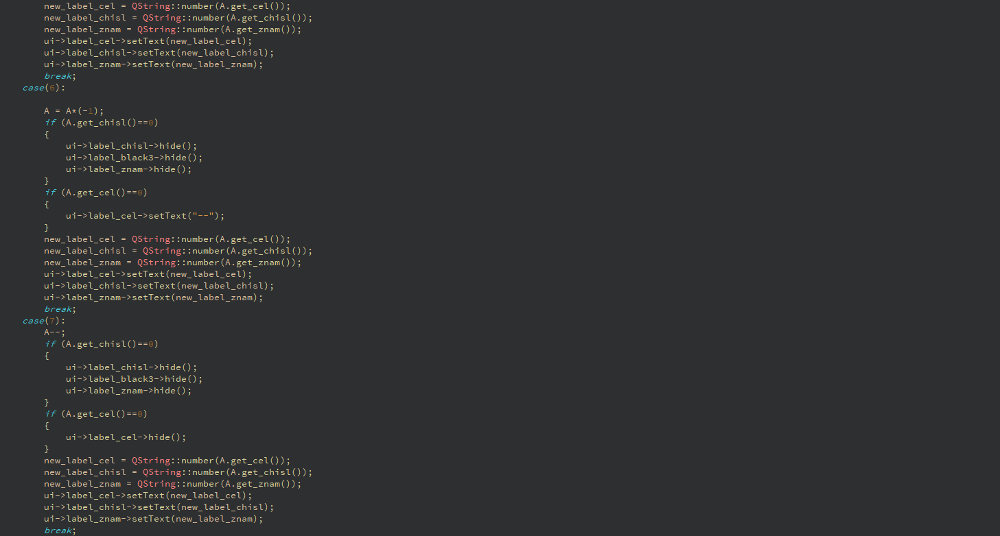 new_label_cel = QString::number(A.get_cel());
new_label_chisl = QString::number(A.get_chisl());
new_label_znam = QString::number(A.get_znam());
ui->label_cel->setText(new_label_cel);
ui->label_chisl->setText(new_label_chisl);
ui->label_znam->setText(new_label_znam);
break;
case(6):
A = A*(-1);
if (A.get_chisl()==0)
{
ui->label_chisl->hide();
ui->label_black3->hide();
ui->label_znam->hide();
}
if (A.get_cel()==0)
{
ui->label_cel->setText("--");
}
new_label_cel = QString::number(A.get_cel());
new_label_chisl = QString::number(A.get_chisl());
new_label_znam = QString::number(A.get_znam());
ui->label_cel->setText(new_label_cel);
ui->label_chisl->setText(new_label_chisl);
ui->label_znam->setText(new_label_znam);
break;
case(7):
A--;
if (A.get_chisl()==0)
{
ui->label_chisl->hide();
ui->label_black3->hide();
ui->label_znam->hide();
}
if (A.get_cel()==0)
{
ui->label_cel->hide();
}
new_label_cel = QString::number(A.get_cel());
new_label_chisl = QString::number(A.get_chisl());
new_label_znam = QString::number(A.get_znam());
ui->label_cel->setText(new_label_cel);
ui->label_chisl->setText(new_label_chisl);
ui->label_znam->setText(new_label_znam);
break;